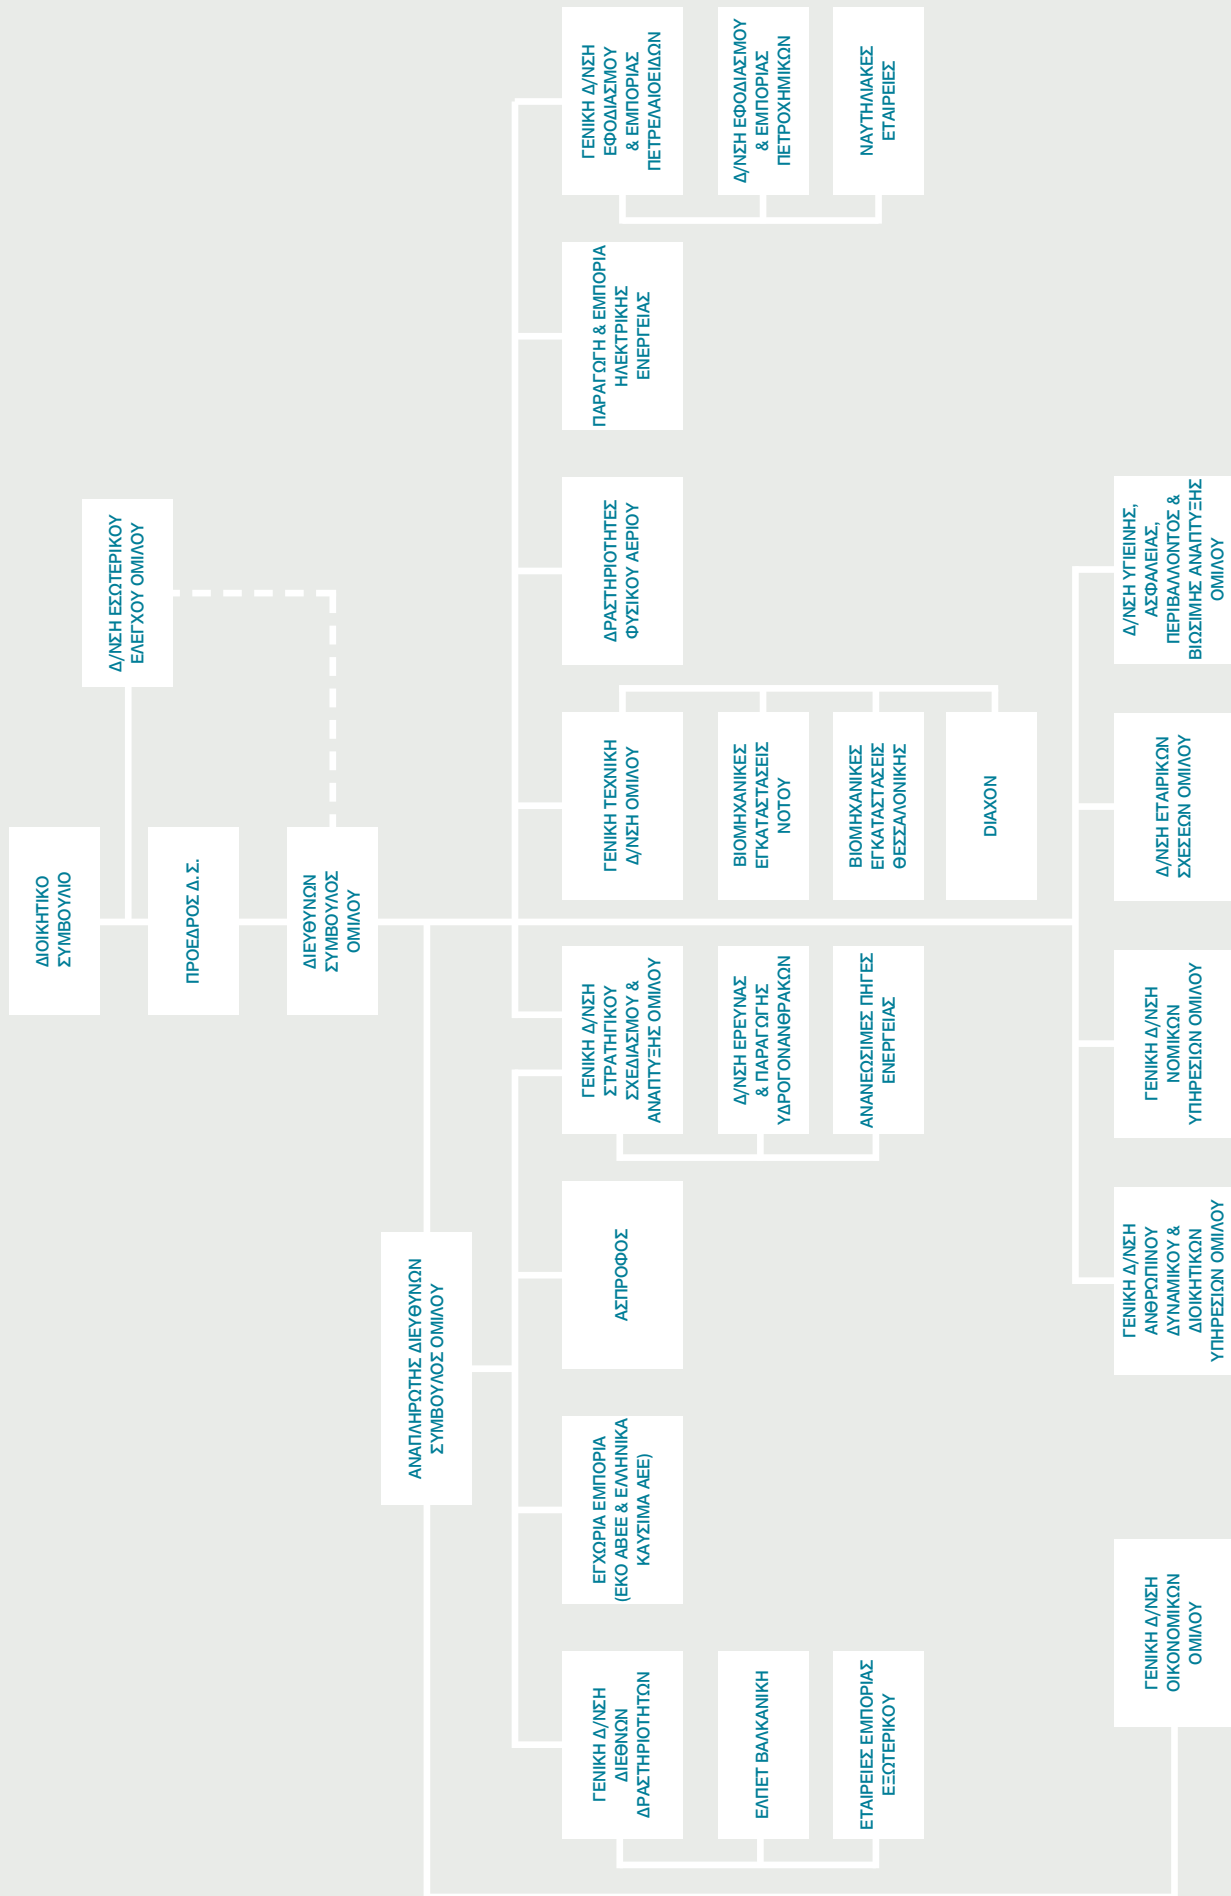 ΔΙΟΙΚΗΤΙΚΟ
ΣΥΜΒΟΥΛΙΟ
Δ/ΝΣΗ ΕΣΩΤΕΡΙΚΟΥ
ΕΛΕΓΧΟΥ ΟΜΙΛΟΥ
ΠΡΟΕΔΡΟΣ Δ. Σ.
ΔΙΕΥΘΥΝΩΝ
ΣΥΜΒΟΥΛΟΣ
ΟΜΙΛΟΥ
ΑΝΑΠΛΗΡΩΤΗΣ ΔΙΕΥΘΥΝΩΝ
ΣΥΜΒΟΥΛΟΣ ΟΜΙΛΟΥ
ΓΕΝΙΚΗ Δ/ΝΣΗ
ΔΙΕΘΝΩΝ
ΔΡΑΣΤΗΡΙΟΤΗΤΩΝ
ΕΛΠΕΤ ΒΑΛΚΑΝΙΚΗ
ΕΤΑΙΡΕΙΕΣ ΕΜΠΟΡΙΑΣ
ΕΞΩΤΕΡΙΚΟΥ
ΕΓΧΩΡΙΑ ΕΜΠΟΡΙΑ
(ΕΚΟ ΑΒΕΕ & ΕΛΛΗΝΙΚΑ
ΚΑΥΣΙΜΑ ΑΕΕ)
ΑΣΠΡΟΦΟΣ
ΓΕΝΙΚΗ Δ/ΝΣΗ
ΣΤΡΑΤΗΓΙΚΟΥ
ΣΧΕΔΙΑΣΜΟΥ &
ΑΝΑΠΤΥΞΗΣ ΟΜΙΛΟΥ
Δ/ΝΣΗ ΕΡΕΥΝΑΣ
& ΠΑΡΑΓΩΓΗΣ
ΥΔΡΟΓΟΝΑΝΘΡΑΚΩΝ
ΑΝΑΝΕΩΣΙΜΕΣ ΠΗΓΕΣ
ΕΝΕΡΓΕΙΑΣ
ΓΕΝΙΚΗ ΤΕΧΝΙΚΗ
Δ/ΝΣΗ ΟΜΙΛΟΥ
ΒΙΟΜΗΧΑΝΙΚΕΣ
ΕΓΚΑΤΑΣΤΑΣΕΙΣ
ΝΟΤΟΥ
ΒΙΟΜΗΧΑΝΙΚΕΣ
ΕΓΚΑΤΑΣΤΑΣΕΙΣ
ΘΕΣΣΑΛΟΝΙΚΗΣ
DIAXON
ΔΡΑΣΤΗΡΙΟΤΗΤΕΣ
ΦΥΣΙΚΟΥ ΑΕΡΙΟΥ
ΠΑΡΑΓΩΓΗ & ΕΜΠΟΡΙΑ
ΗΛΕΚΤΡΙΚΗΣ
ΕΝΕΡΓΕΙΑΣ
ΓΕΝΙΚΗ Δ/ΝΣΗ
ΕΦΟΔΙΑΣΜΟΥ
& ΕΜΠΟΡΙΑΣ
ΠΕΤΡΕΛΑΙΟΕΙΔΩΝ
Δ/ΝΣΗ ΕΦΟΔΙΑΣΜΟΥ
& ΕΜΠΟΡΙΑΣ
ΠΕΤΡΟΧΗΜΙΚΩΝ
ΝΑΥΤΗΛΙΑΚΕΣ
ΕΤΑΙΡΕΙΕΣ
ΓΕΝΙΚΗ Δ/ΝΣΗ
ΟΙΚΟΝΟΜΙΚΩΝ
ΟΜΙΛΟΥ
ΓΕΝΙΚΗ Δ/ΝΣΗ
ΑΝΘΡΩΠΙΝΟΥ
ΔΥΝΑΜΙΚΟΥ &
ΔΙΟΙΚΗΤΙΚΩΝ
ΥΠΗΡΕΣΙΩΝ ΟΜΙΛΟΥ
ΓΕΝΙΚΗ Δ/ΝΣΗ
ΝΟΜΙΚΩΝ
ΥΠΗΡΕΣΙΩΝ ΟΜΙΛΟΥ
Δ/ΝΣΗ ΕΤΑΙΡΙΚΩΝ
ΣΧΕΣΕΩΝ ΟΜΙΛΟΥ
Δ/ΝΣΗ ΥΓΙΕΙΝΗΣ,
ΑΣΦΑΛΕΙΑΣ,
ΠΕΡΙΒΑΛΛΟΝΤΟΣ &
ΒΙΩΣΙΜΗΣ ΑΝΑΠΤΥΞΗΣ
ΟΜΙΛΟΥ